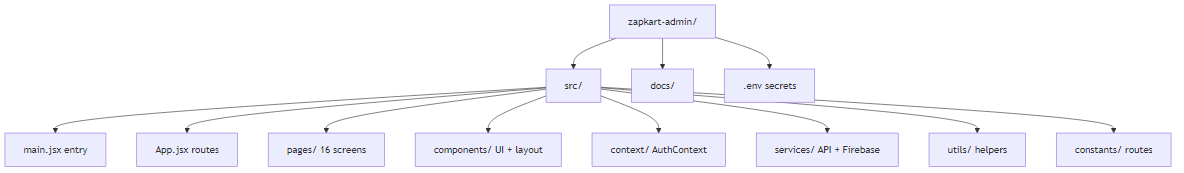 zapkart-admin/
src/
docs/
.env secrets
main.jsx entry
App.jsx routes
pages/ 16 screens
components/ UI + layout
context/ AuthContext
services/ API + Firebase
utils/ helpers
constants/ routes